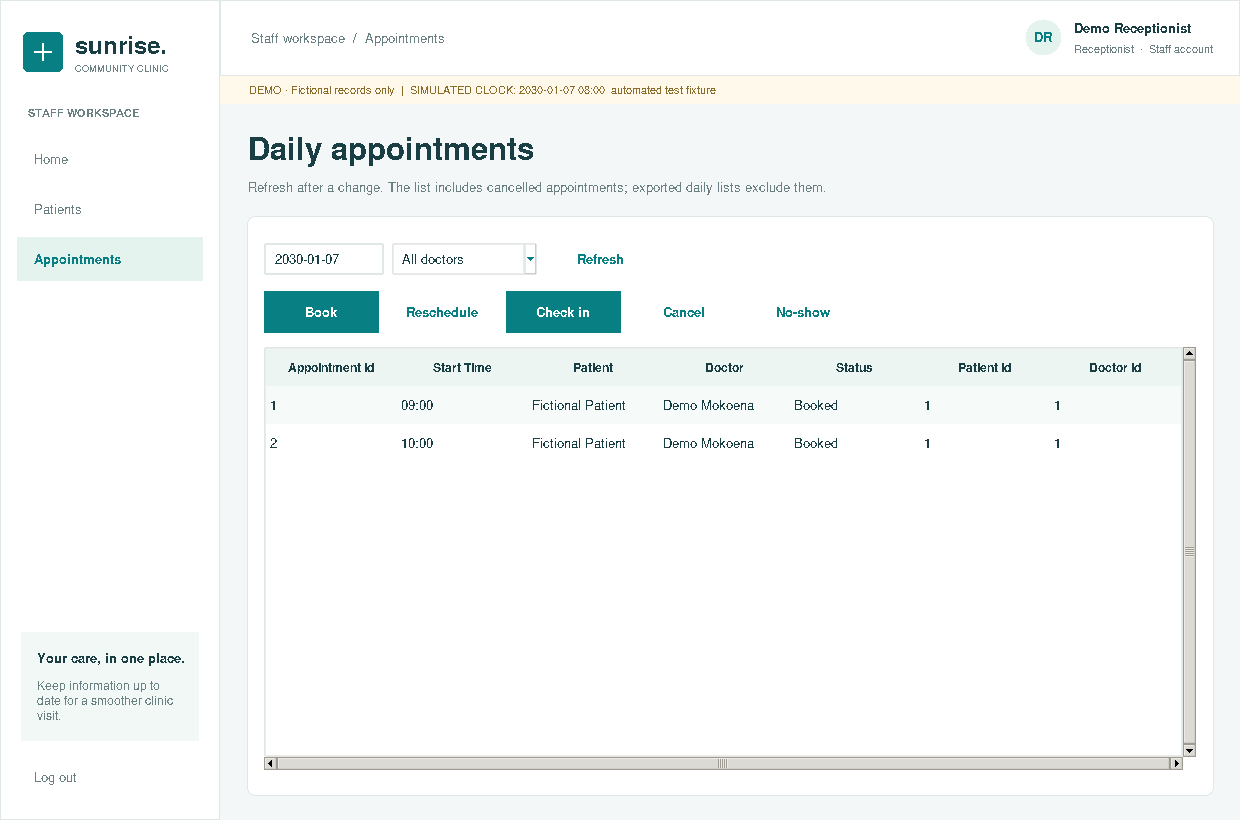 sunrise.
COMMUNITY CLINIC
STAFF WORKSPACE
Home
Patients
Appointments
Your care, in one place.
Keep information up to
date for a smoother clinic
visit.
Log out
Staff workspace / Appointments
DR
Demo Receptionist
Receptionist · Staff account
DEMO · Fictional records only | SIMULATED CLOCK: 2030-01-07 08:00 automated test fixture
Daily appointments
Refresh after a change. The list includes cancelled appointments; exported daily lists exclude them.
2030-01-07 All doctors Refresh
Book Reschedule Check in Cancel No-show
Appointment Id Start Time Patient Doctor Status Patient Id Doctor Id
1 09:00 Fictional Patient Demo Mokoena Booked 1 1
2 10:00 Fictional Patient Demo Mokoena Booked 1 1